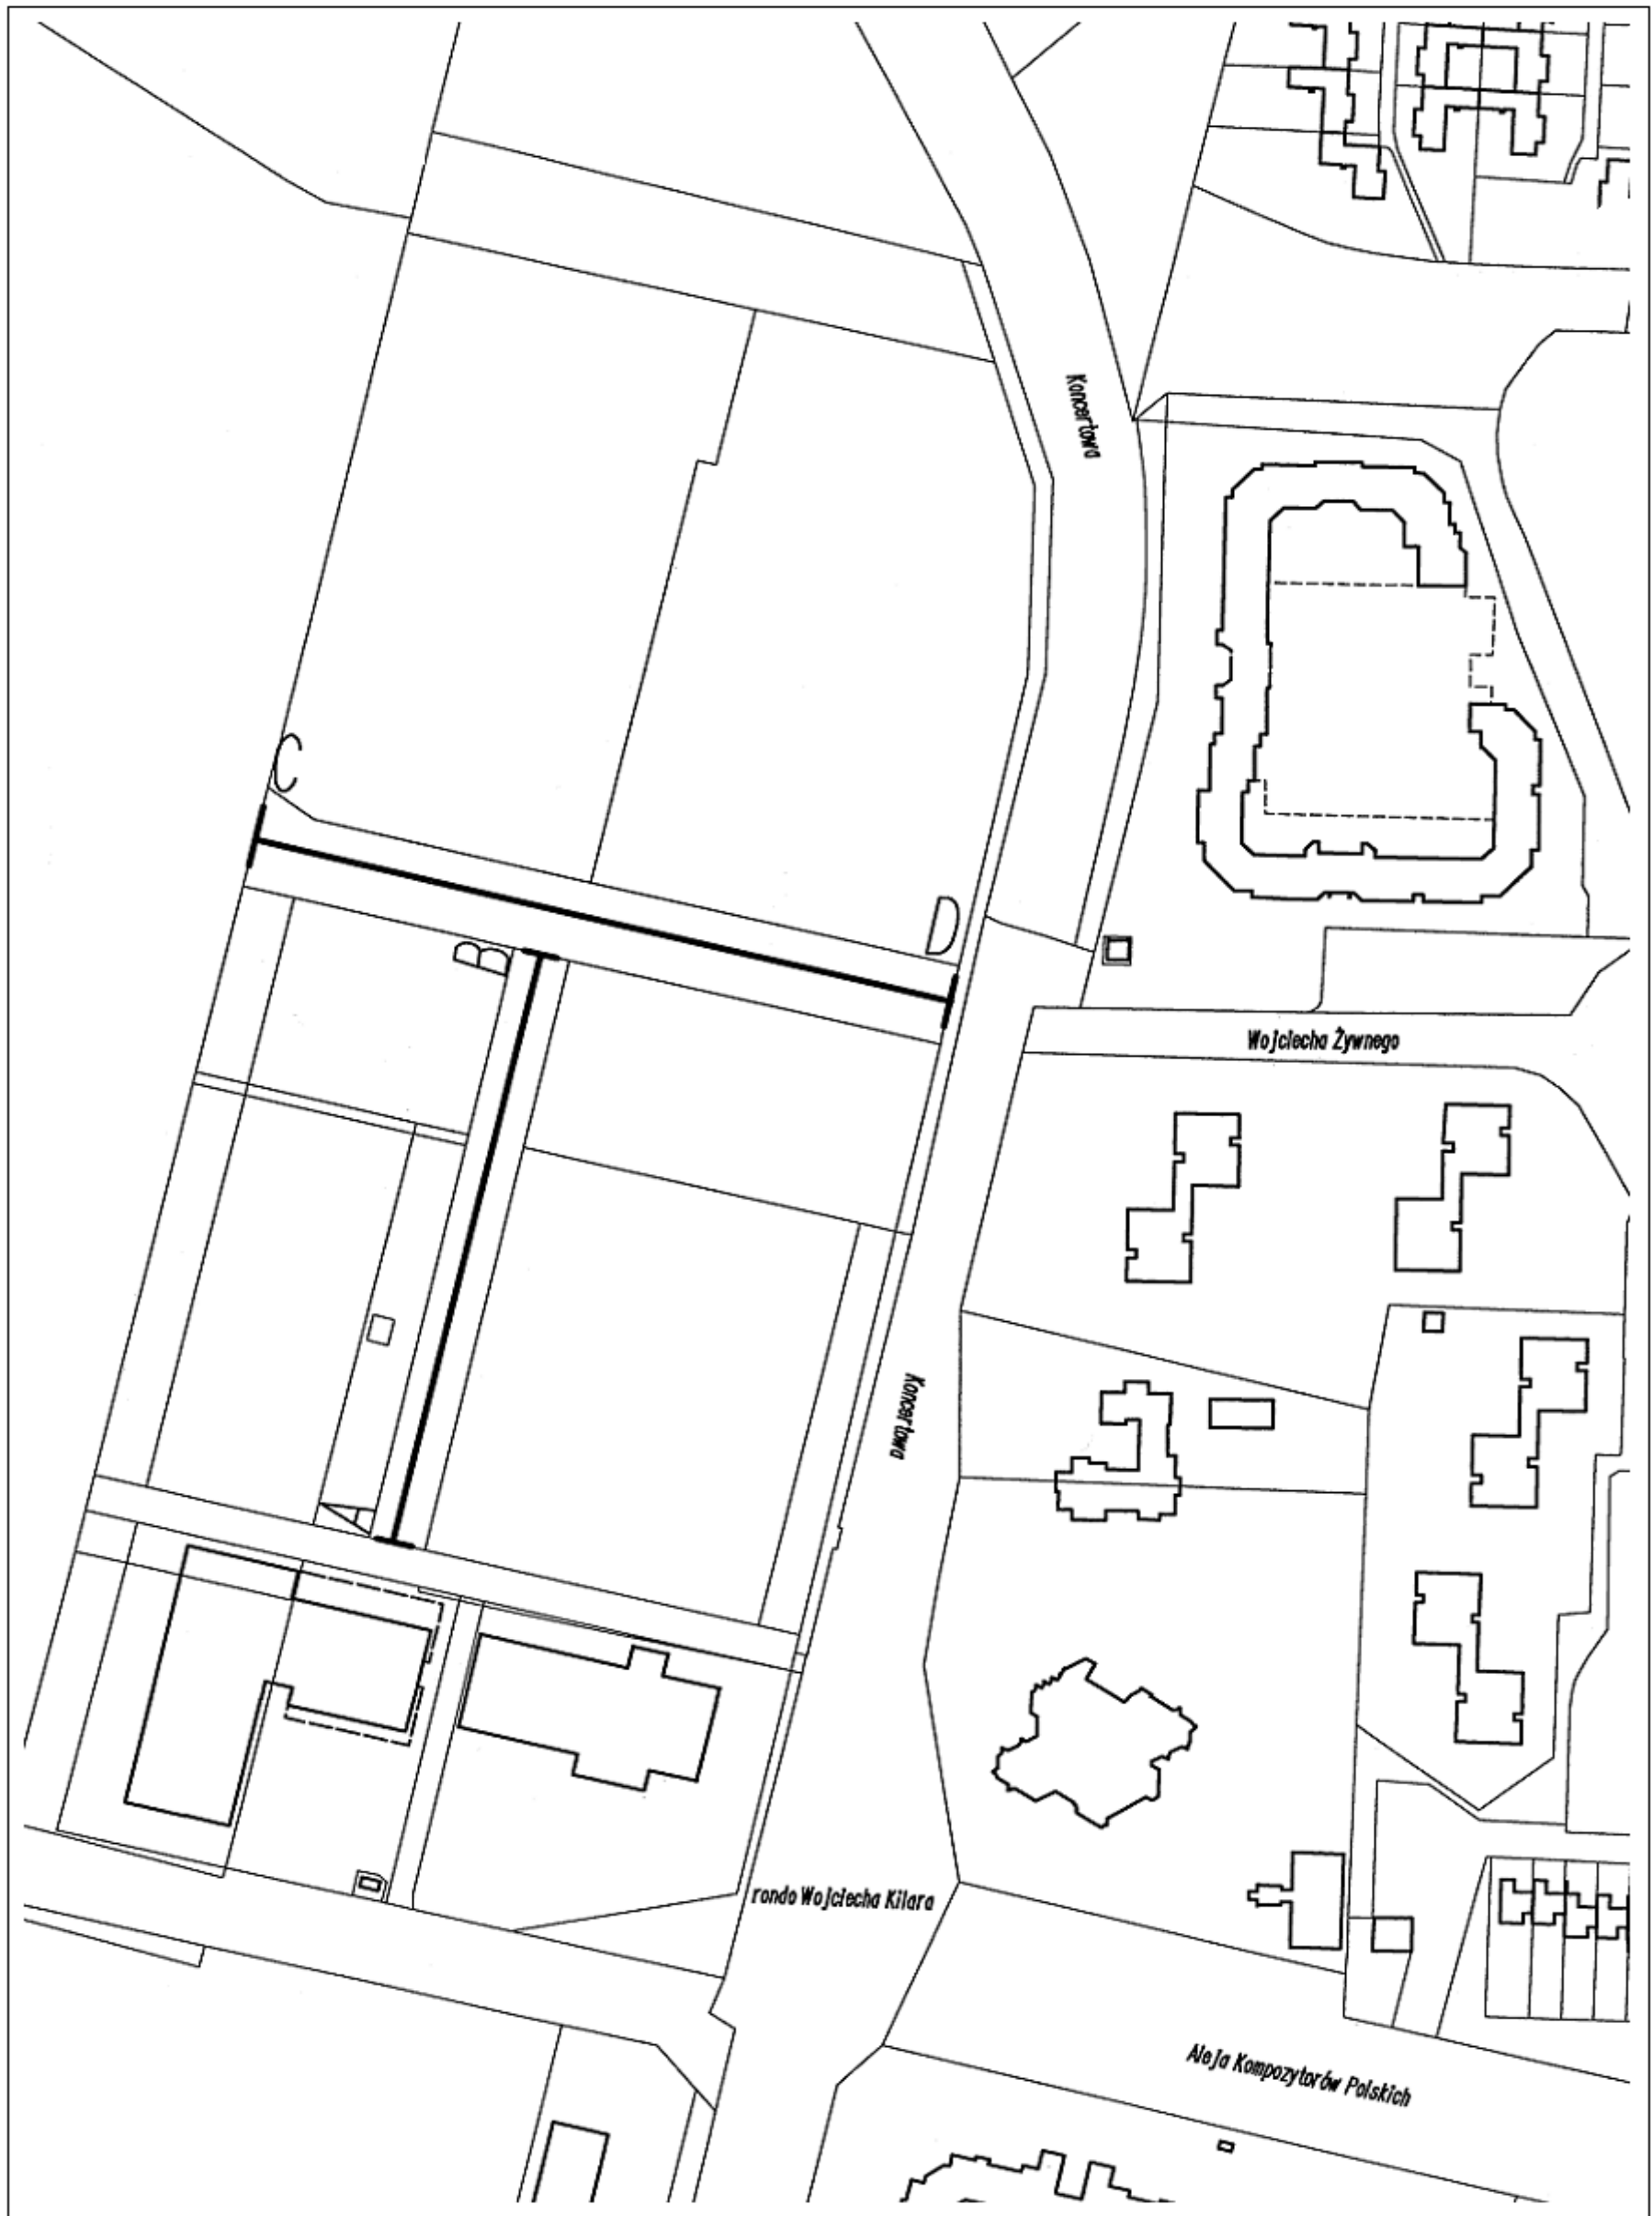 Koncertowa
C
D
B
Wojciecha Żywnego
Koncertowa
A
rondo Wojciecha Kilara
Aleja Kompozytorów Polskich